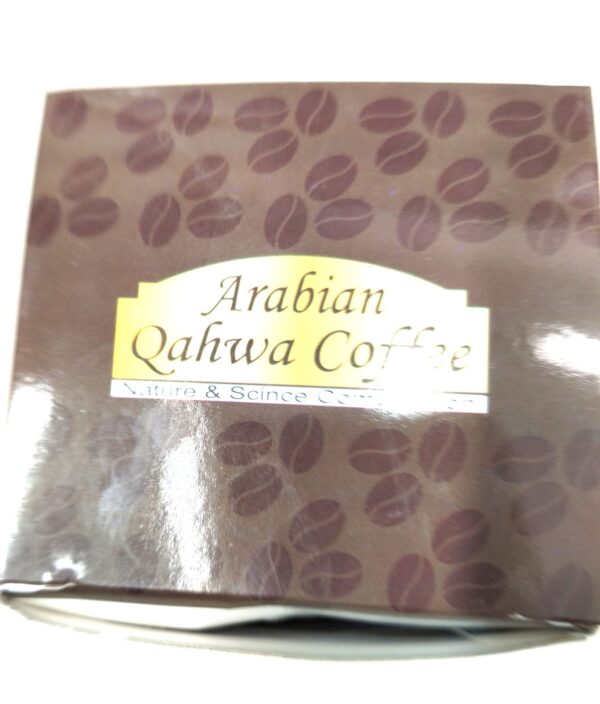 Arabian
Qahwa Coffee
Nature & Scince